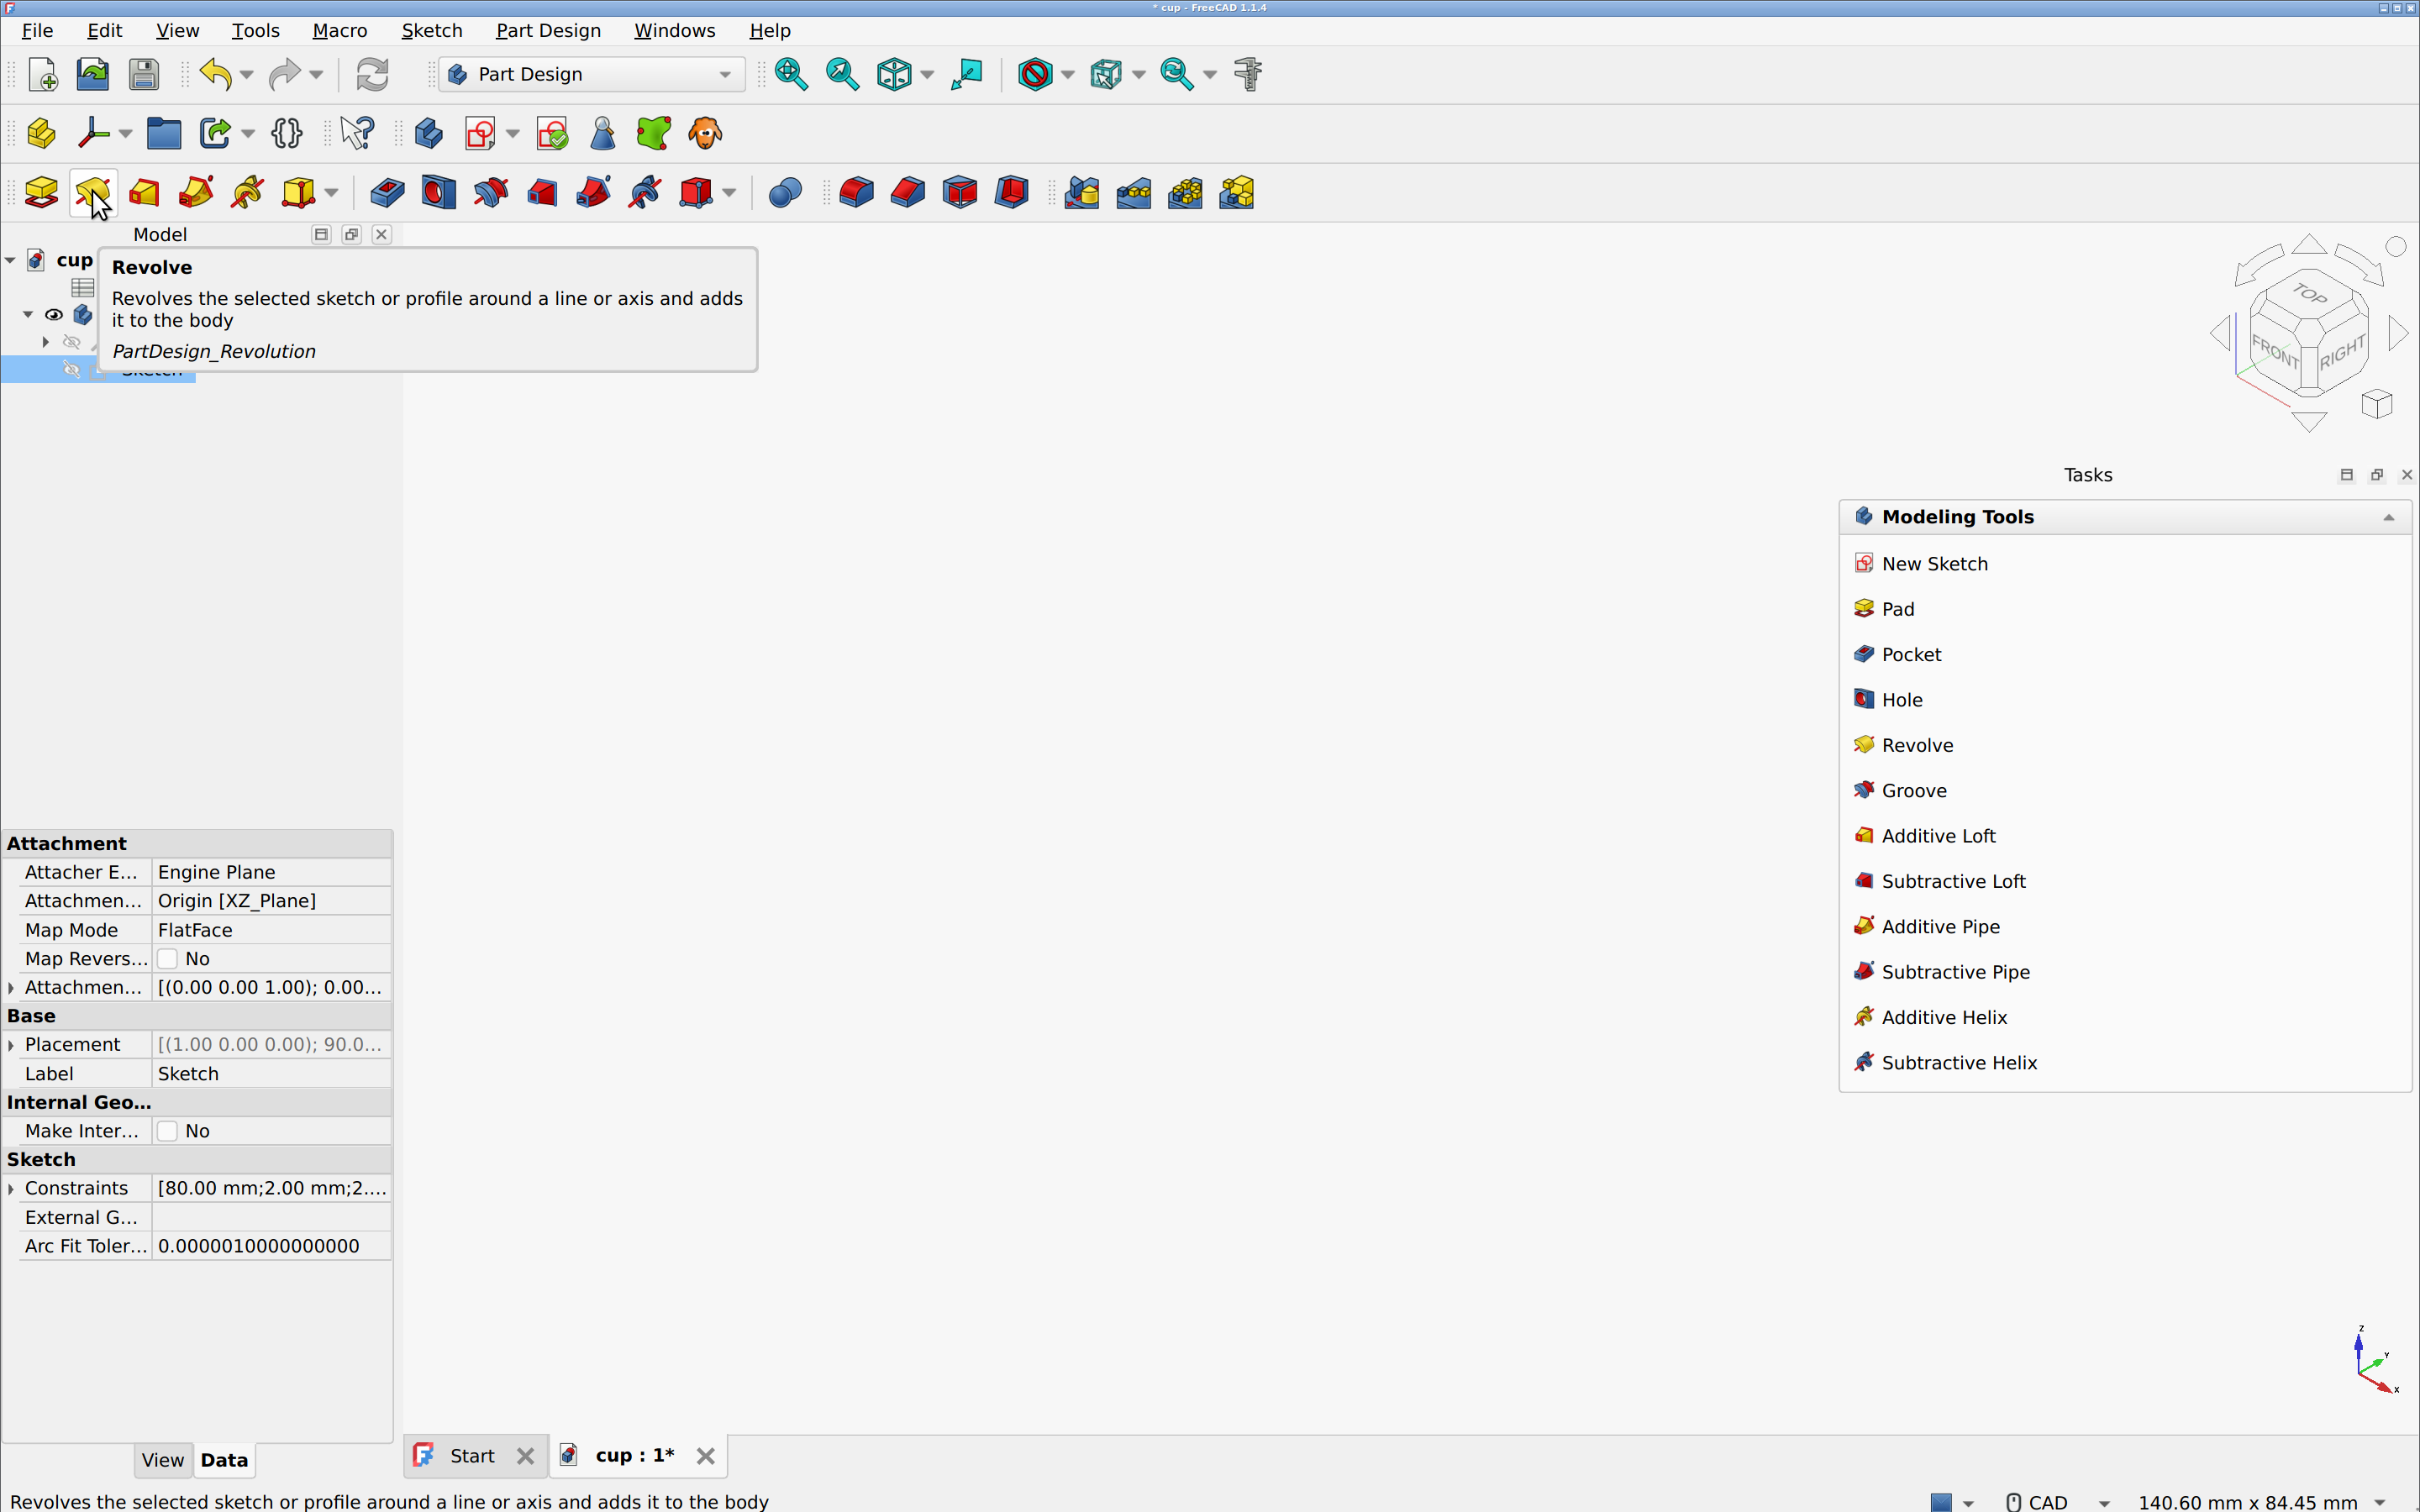 * cup - FreeCAD 1.1.4
File Edit View Tools Macro Sketch Part Design Windows Help
Part Design
Model
cup
Revolve
Revolves the selected sketch or profile around a line or axis and adds
it to the body
PartDesign_Revolution
Sketch
TOP
FRONT
RIGHT
Tasks
Modeling Tools
New Sketch
Pad
Pocket
Hole
Revolve
Groove
Additive Loft
Subtractive Loft
Additive Pipe
Subtractive Pipe
Additive Helix
Subtractive Helix
Attachment
Attacher E... Engine Plane
Attachmen... Origin [XZ_Plane]
Map Mode FlatFace
Map Revers... No
Attachmen... [(0.00 0.00 1.00); 0.00...
Base
Placement [(1.00 0.00 0.00); 90.0...
Label Sketch
Internal Geo...
Make Inter... No
Sketch
Constraints [80.00 mm;2.00 mm;2....
External G...
Arc Fit Toler... 0.0000010000000000
Z
Y
X
View Data
Start
cup : 1*
Revolves the selected sketch or profile around a line or axis and adds it to the body
CAD
140.60 mm x 84.45 mm